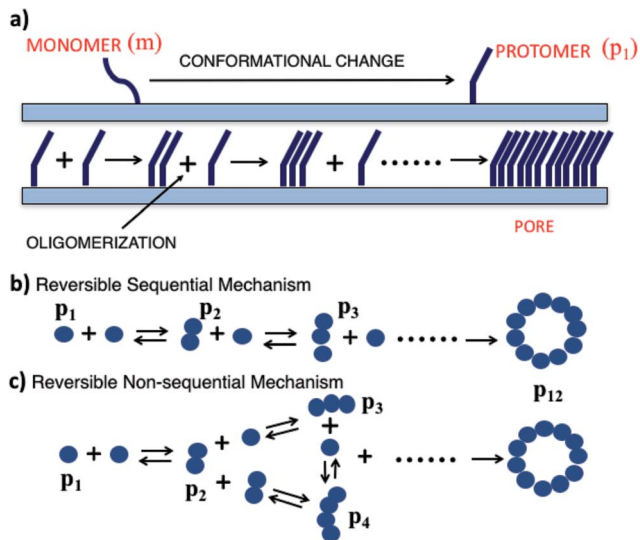 a)
MONOMER (m)
CONFORMATIONAL CHANGE
PROTOMER (p1)
+ + + ......
OLIGOMERIZATION
PORE
b) Reversible Sequential Mechanism
p1 p2 p3
+ + + ......
p12
c) Reversible Non-sequential Mechanism
p3
+ + + + ......
p1 p2 +
p4